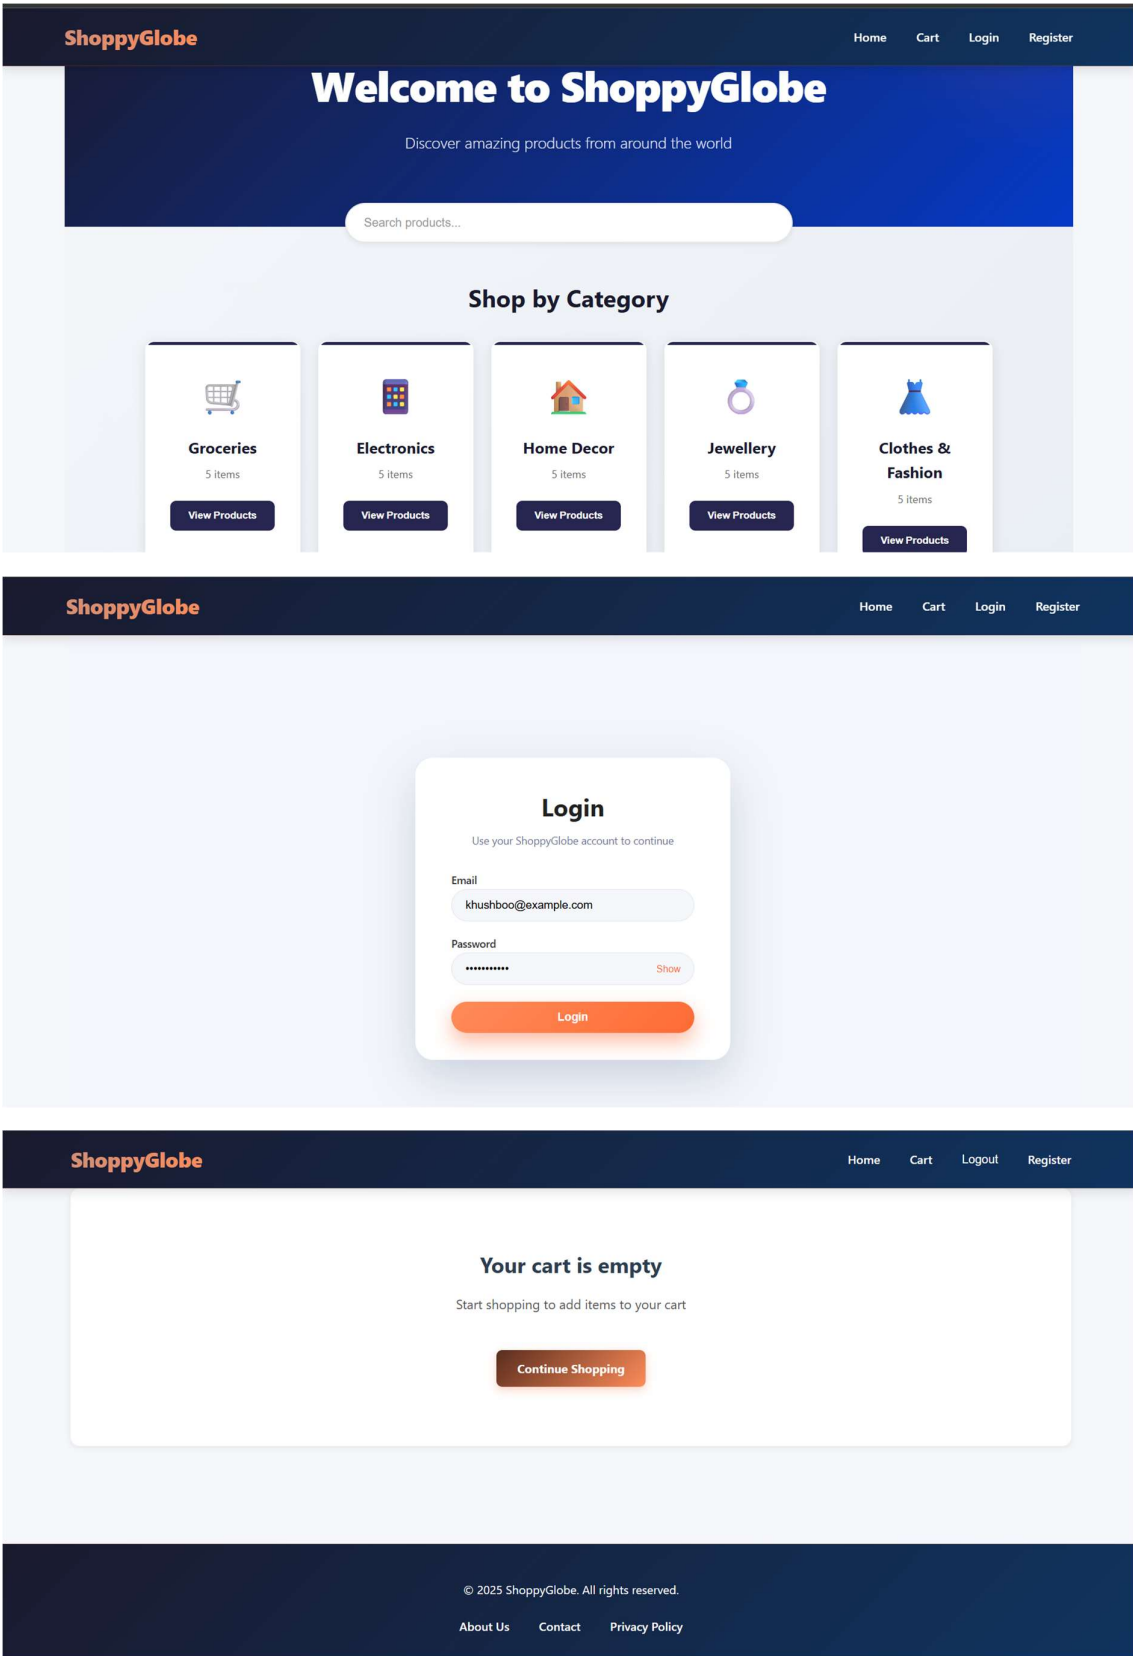 ShoppyGlobe
Home Cart Login Register
Welcome to ShoppyGlobe
Discover amazing products from around the world
Search products...
Shop by Category
Groceries
5 items
View Products
Electronics
5 items
View Products
Home Decor
5 items
View Products
Jewellery
5 items
View Products
Clothes &
Fashion
5 items
View Products
ShoppyGlobe
Home Cart Login Register
Login
Use your ShoppyGlobe account to continue
Email
khushboo@example.com
Password
•••••••••••
Show
Login
ShoppyGlobe
Home Cart Logout Register
Your cart is empty
Start shopping to add items to your cart
Continue Shopping
© 2025 ShoppyGlobe. All rights reserved.
About Us Contact Privacy Policy